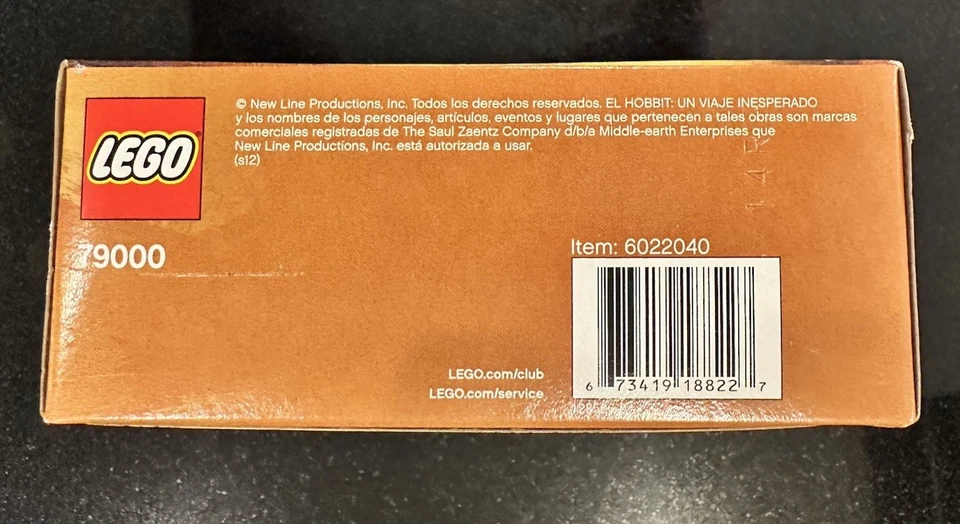 LEGO
© New Line Productions, Inc. Todos los derechos reservados. EL HOBBIT: UN VIAJE INESPERADO
y los nombres de los personajes, artículos, eventos y lugares que pertenecen a tales obras son marcas
comerciales registradas de The Saul Zaentz Company d/b/a Middle-earth Enterprises que
New Line Productions, Inc. está autorizada a usar.
(s12)
79000
Item: 6022040
6 73419 18822 7
LEGO.com/club
LEGO.com/service